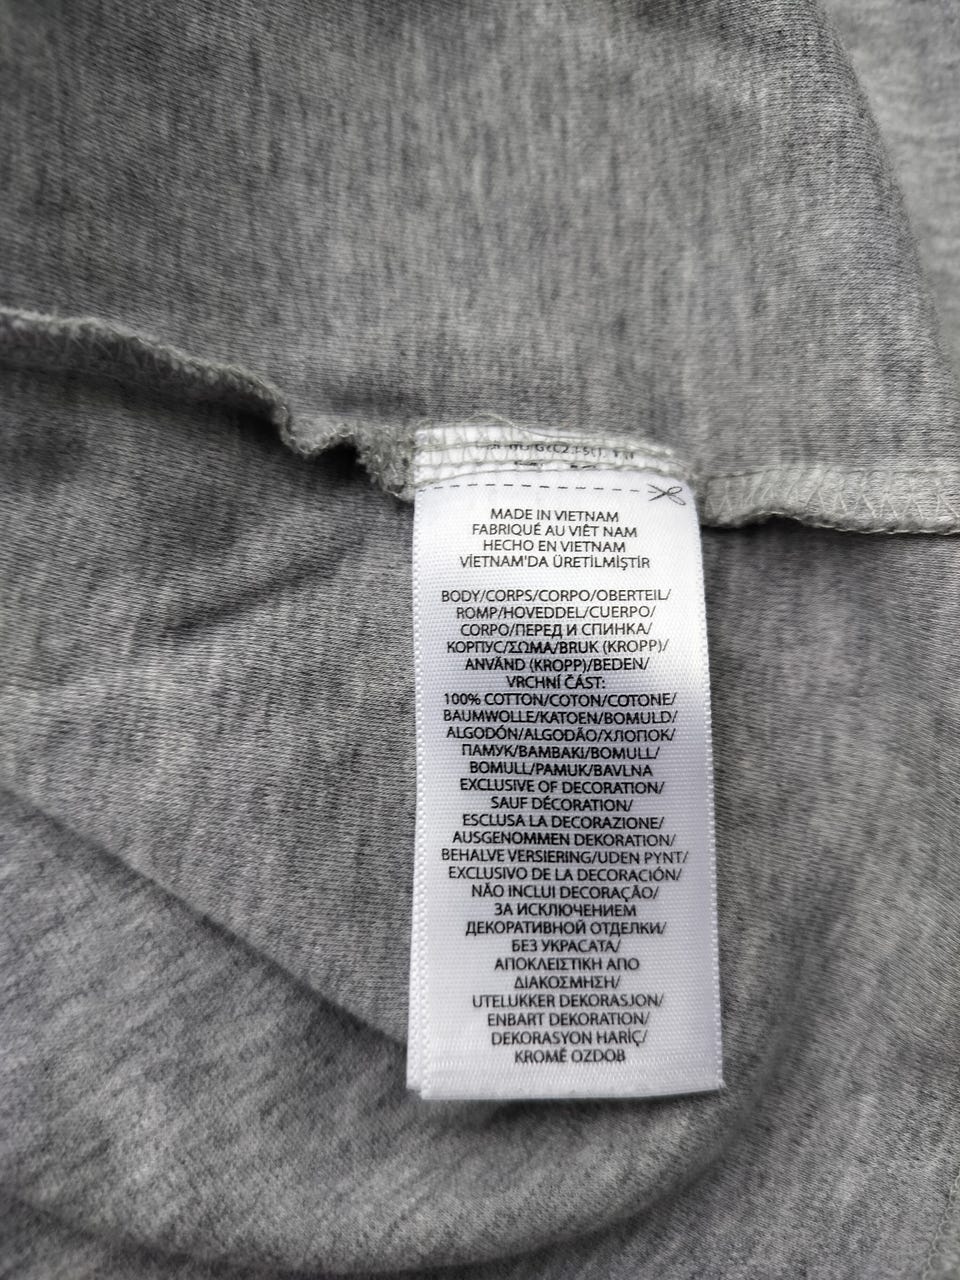 MADE IN VIETNAM
FABRIQUÉ AU VIÊT NAM
HECHO EN VIETNAM
VİETNAM'DA ÜRETİLMİŞTİR
BODY/CORPS/CORPO/OBERTEIL/
ROMP/HOVEDDEL/CUERPO/
CORPO/ПЕРЕД И СПИНКА/
КОРПУС/ΣΩΜΑ/BRUK (KROPP)/
ANVÄND (KROPP)/BEDEN/
VRCHNÍ ČÁST:
100% COTTON/COTON/COTONE/
BAUMWOLLE/KATOEN/BOMULD/
ALGODÓN/ALGODÃO/ХЛОПОК/
ПАМУК/ΒΑΜΒΑΚΙ/BOMULL/
BOMULL/PAMUK/BAVLNA
EXCLUSIVE OF DECORATION/
SAUF DÉCORATION/
ESCLUSA LA DECORAZIONE/
AUSGENOMMEN DEKORATION/
BEHALVE VERSIERING/UDEN PYNT/
EXCLUSIVO DE LA DECORACIÓN/
NÃO INCLUI DECORAÇÃO/
ЗА ИСКЛЮЧЕНИЕМ
ДЕКОРАТИВНОЙ ОТДЕЛКИ/
БЕЗ УКРАСАТА/
ΑΠΟΚΛΕΙΣΤΙΚΗ ΑΠΟ
ΔΙΑΚΟΣΜΗΣΗ/
UTELUKKER DEKORASJON/
ENBART DEKORATION/
DEKORASYON HARİÇ/
KROMĚ OZDOB